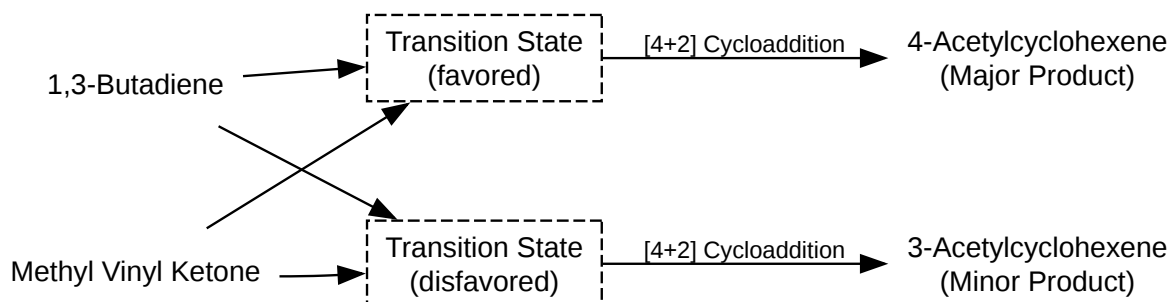 1,3-Butadiene
Methyl Vinyl Ketone
Transition State
(favored)
[4+2] Cycloaddition
4-Acetylcyclohexene
(Major Product)
Transition State
(disfavored)
[4+2] Cycloaddition
3-Acetylcyclohexene
(Minor Product)